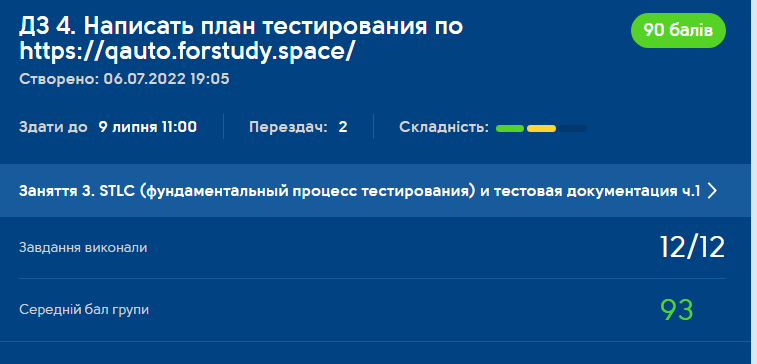 ДЗ 4. Написать план тестирования по
https://qauto.forstudy.space/
90 балів
Створено: 06.07.2022 19:05
Здати до 9 липня 11:00 Перездач: 2 Складність:
Заняття 3. STLC (фундаментальный процесс тестирования) и тестовая документация ч.1
Завдання виконали 12/12
Середній бал групи 93